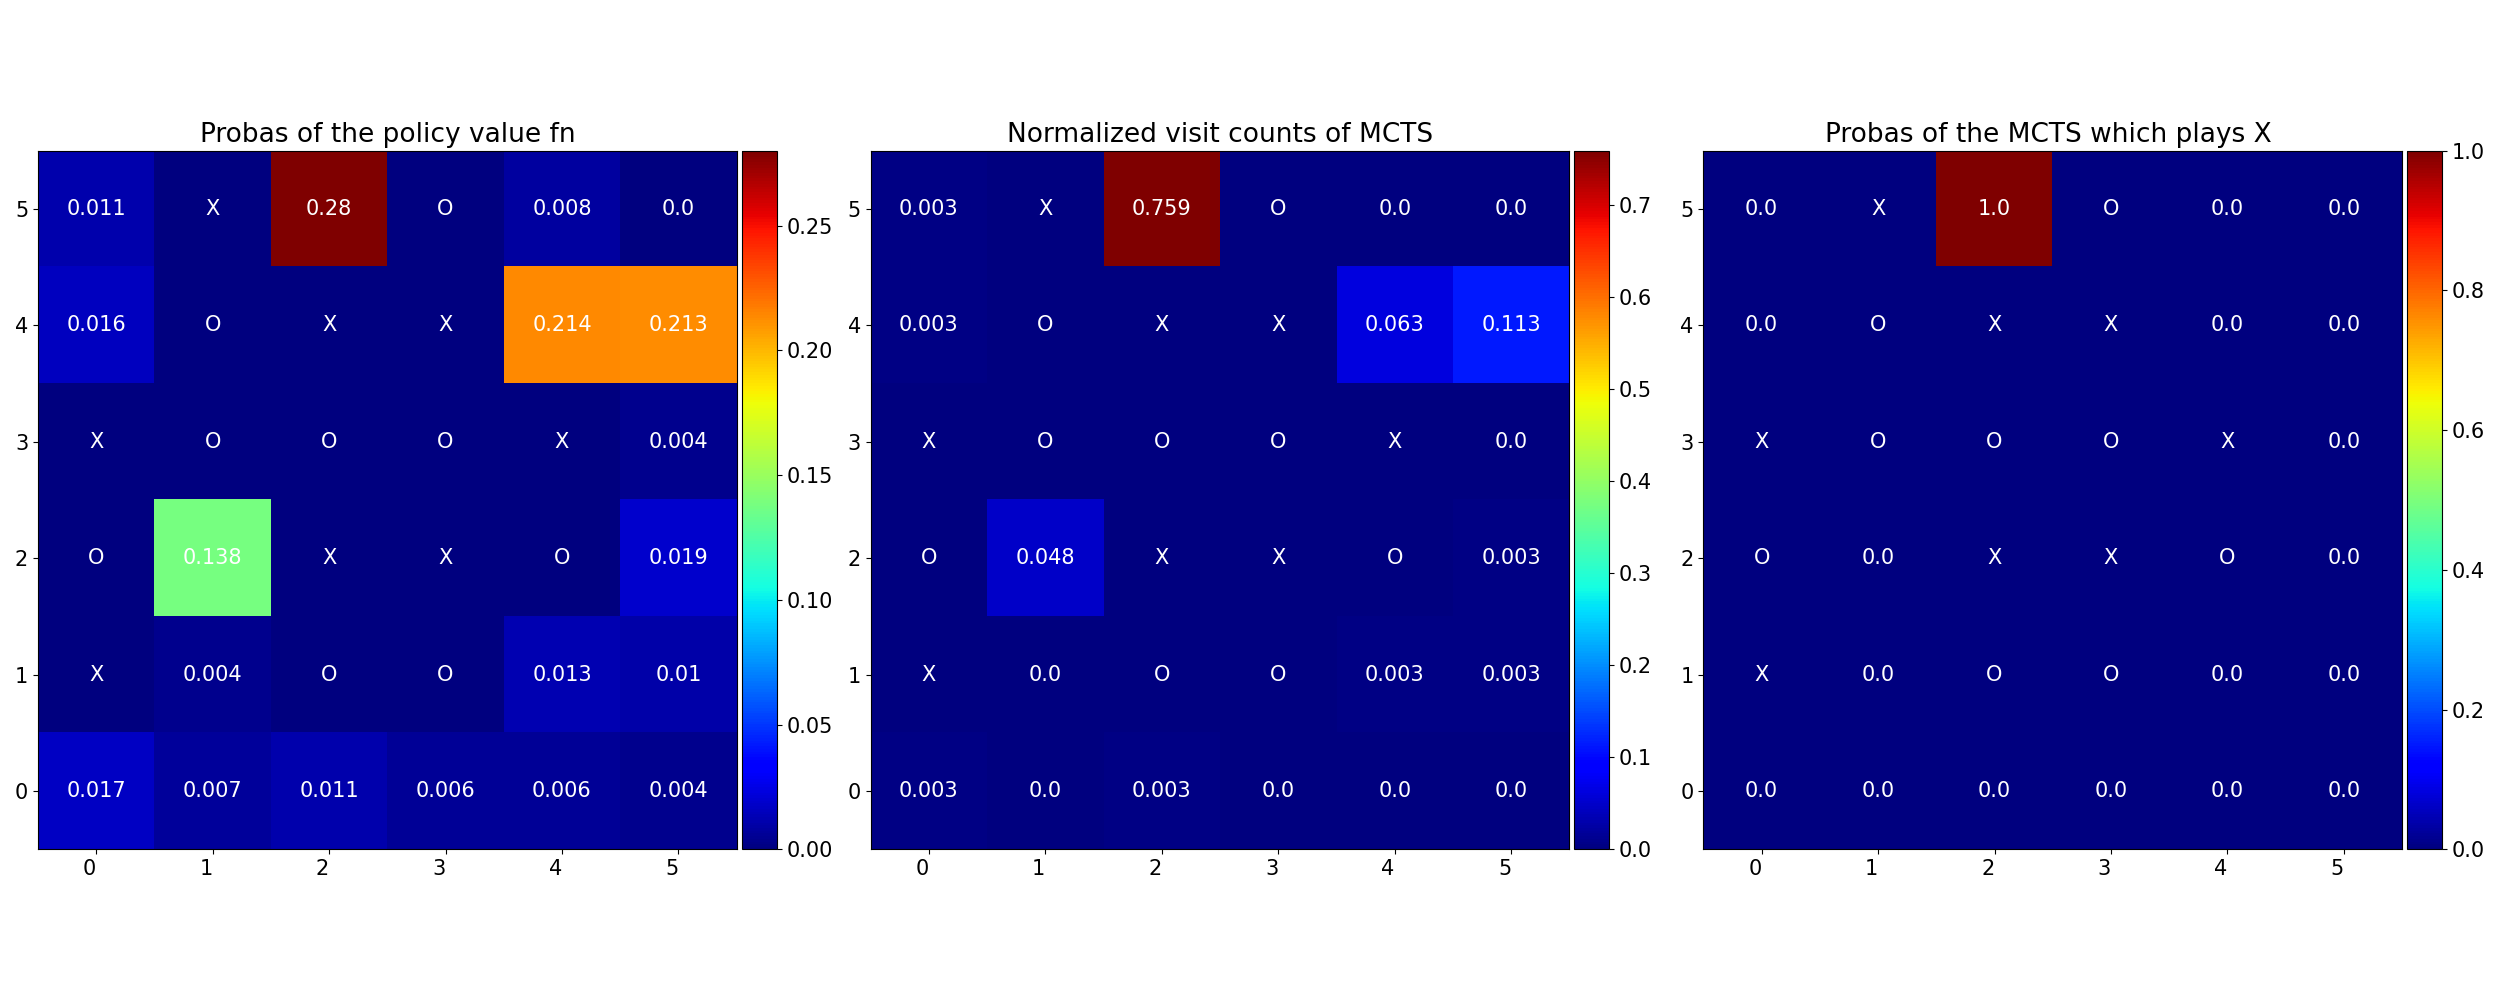 Probas of the policy value fn
5 0.011 X 0.28 O 0.008 0.0
4 0.016 O X X 0.214 0.213
3 X O O O X 0.004
2 O 0.138 X X O 0.019
1 X 0.004 O O 0.013 0.01
0 0.017 0.007 0.011 0.006 0.006 0.004
0 1 2 3 4 5
0.25
0.20
0.15
0.10
0.05
0.00
Normalized visit counts of MCTS
5 0.003 X 0.759 O 0.0 0.0
4 0.003 O X X 0.063 0.113
3 X O O O X 0.0
2 O 0.048 X X O 0.003
1 X 0.0 O O 0.003 0.003
0 0.003 0.0 0.003 0.0 0.0 0.0
0 1 2 3 4 5
0.7
0.6
0.5
0.4
0.3
0.2
0.1
0.0
Probas of the MCTS which plays X
5 0.0 X 1.0 O 0.0 0.0
4 0.0 O X X 0.0 0.0
3 X O O O X 0.0
2 O 0.0 X X O 0.0
1 X 0.0 O O 0.0 0.0
0 0.0 0.0 0.0 0.0 0.0 0.0
0 1 2 3 4 5
1.0
0.8
0.6
0.4
0.2
0.0